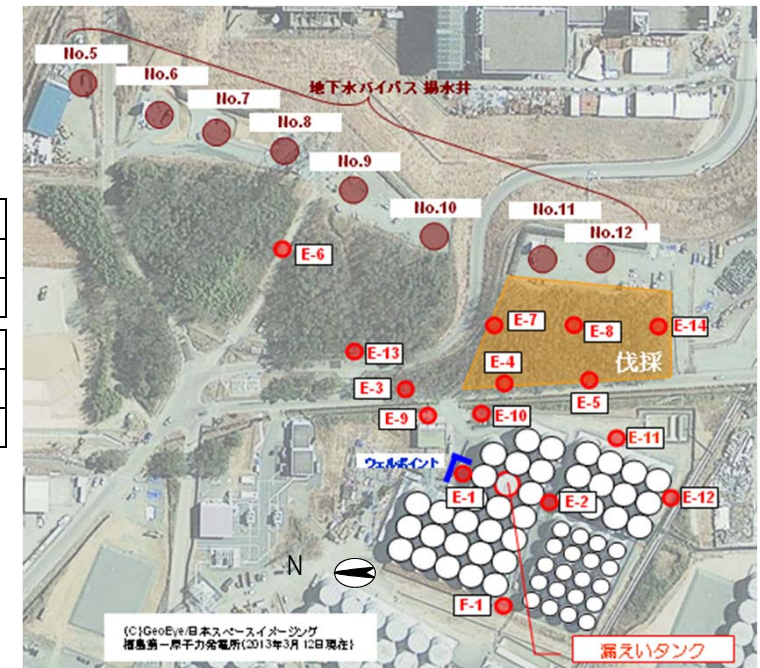 No.5
No.6
No.7
地下水バイパス 揚水井
No.8
No.9
No.10
No.11
No.12
E-6
E-7
E-8
E-14
伐採
E-13
E-4
E-3
E-5
E-9
E-10
E-11
ウェルポイント
E-1
E-2
E-12
N
F-1
(C)GeoEye/日本スペースイメージング
福島第一原子力発電所(2013年3月12日現在)
漏えいタンク